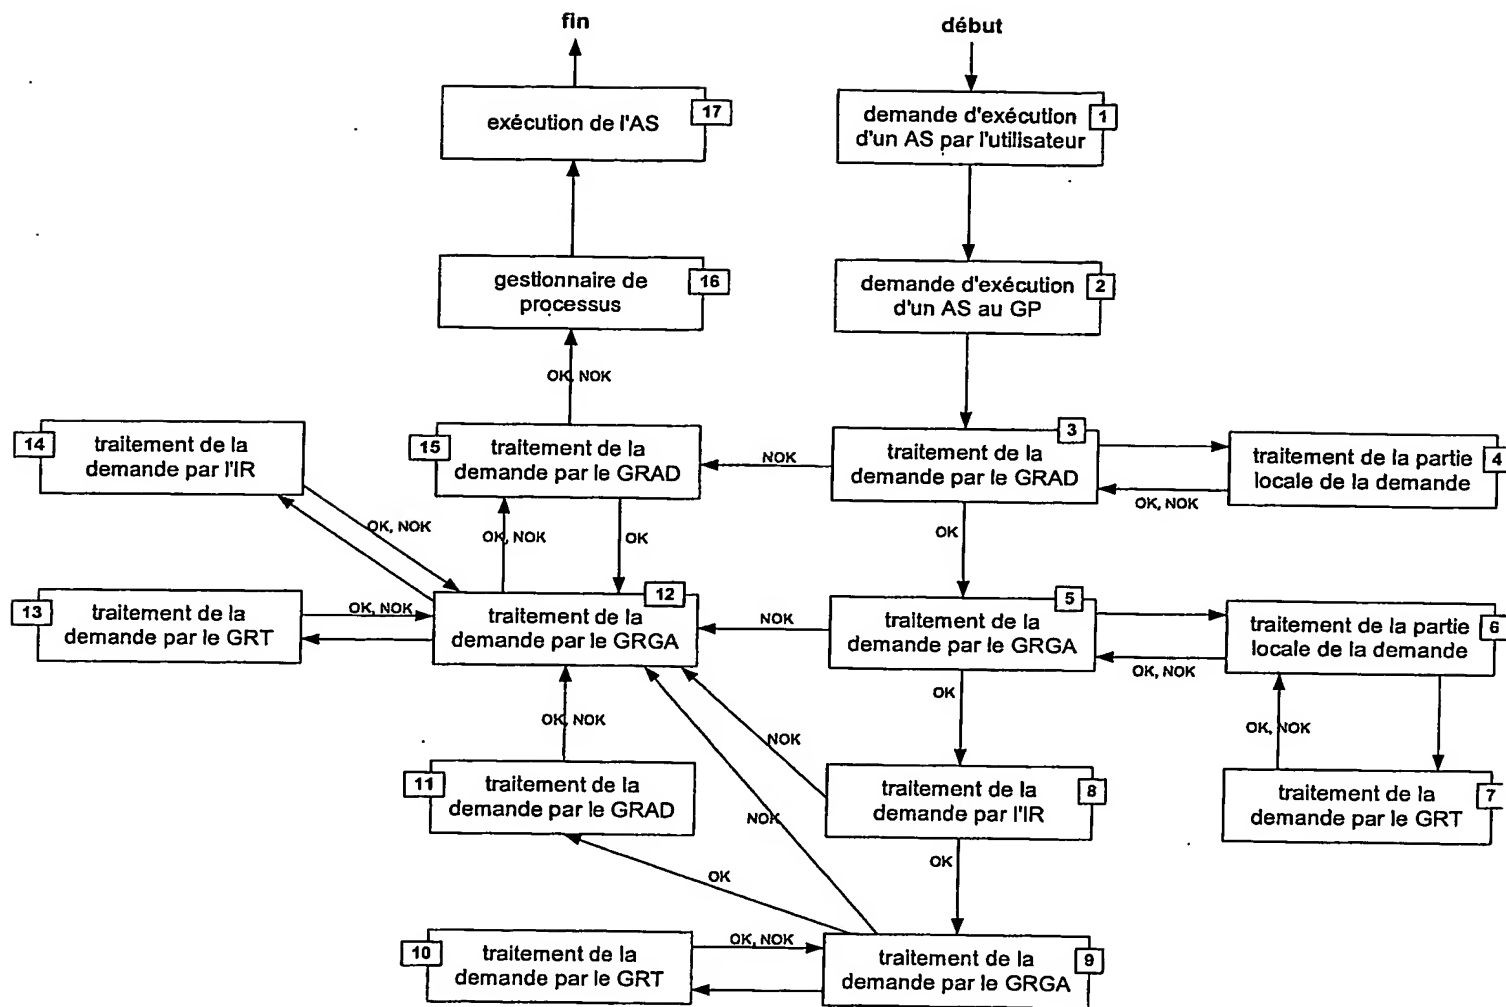 fin
début
exécution de l'AS
17
demande d'exécution
d'un AS par l'utilisateur
1
gestionnaire de
processus
16
demande d'exécution
d'un AS au GP
2
OK, NOK
14
traitement de la
demande par l'IR
15
traitement de la
demande par le GRAD
NOK
3
traitement de la
demande par le GRAD
4
traitement de la partie
locale de la demande
OK, NOK
OK, NOK
OK, NOK
OK
OK
13
traitement de la
demande par le GRT
OK, NOK
12
traitement de la
demande par le GRGA
NOK
5
traitement de la
demande par le GRGA
6
traitement de la partie
locale de la demande
OK, NOK
OK
OK, NOK
NOK
OK, NOK
11
traitement de la
demande par le GRAD
traitement de la
demande par l'IR
8
traitement de la
demande par le GRT
7
NOK
OK
OK
10
traitement de la
demande par le GRT
OK, NOK
traitement de la
demande par le GRGA
9